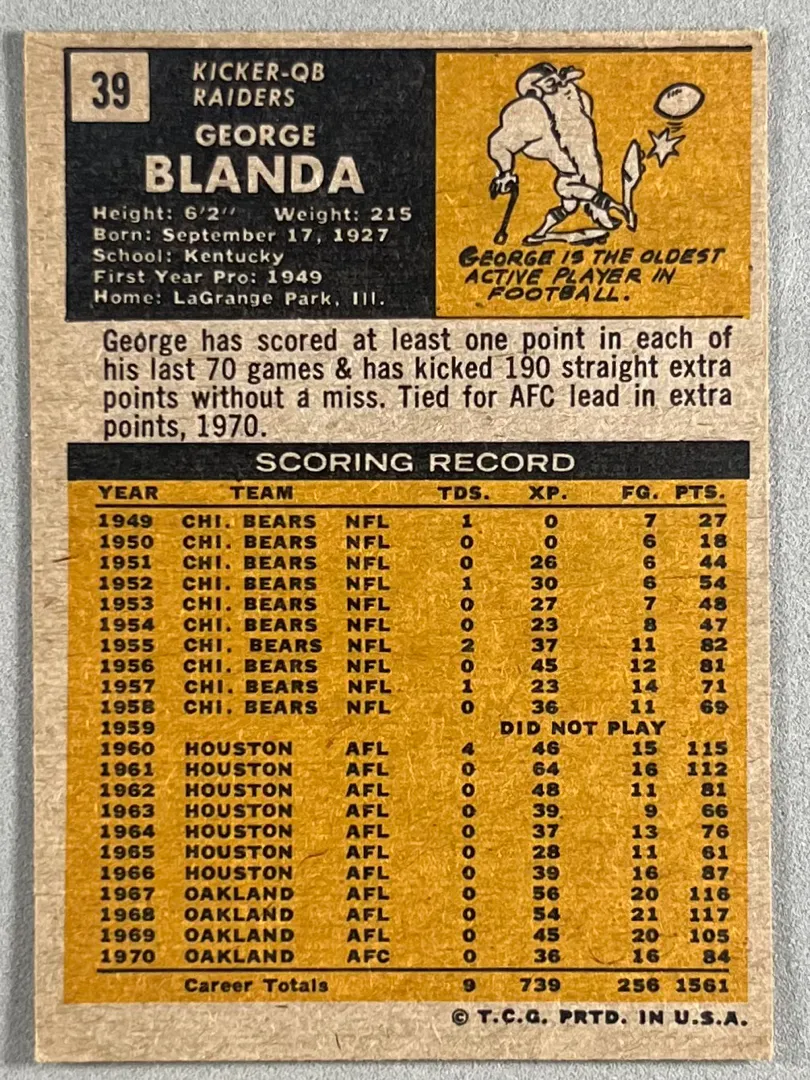 39
KICKER-QB
RAIDERS
GEORGE
BLANDA
Height: 6'2" Weight: 215
Born: September 17, 1927
School: Kentucky
First Year Pro: 1949
Home: LaGrange Park, Ill.
GEORGE IS THE OLDEST
ACTIVE PLAYER IN
FOOTBALL.
George has scored at least one point in each of
his last 70 games & has kicked 190 straight extra
points without a miss. Tied for AFC lead in extra
points, 1970.
SCORING RECORD
YEAR TEAM TDS. XP. FG. PTS.
1949 CHI. BEARS NFL 1 0 7 27
1950 CHI. BEARS NFL 0 0 6 18
1951 CHI. BEARS NFL 0 26 6 44
1952 CHI. BEARS NFL 1 30 6 54
1953 CHI. BEARS NFL 0 27 7 48
1954 CHI. BEARS NFL 0 23 8 47
1955 CHI. BEARS NFL 2 37 11 82
1956 CHI. BEARS NFL 0 45 12 81
1957 CHI. BEARS NFL 1 23 14 71
1958 CHI. BEARS NFL 0 36 11 69
1959 DID NOT PLAY
1960 HOUSTON AFL 4 46 15 115
1961 HOUSTON AFL 0 64 16 112
1962 HOUSTON AFL 0 48 11 81
1963 HOUSTON AFL 0 39 9 66
1964 HOUSTON AFL 0 37 13 76
1965 HOUSTON AFL 0 28 11 61
1966 HOUSTON AFL 0 39 16 87
1967 OAKLAND AFL 0 56 20 116
1968 OAKLAND AFL 0 54 21 117
1969 OAKLAND AFL 0 45 20 105
1970 OAKLAND AFC 0 36 16 84
Career Totals 9 739 256 1561
© T.C.G. PRTD. IN U.S.A.